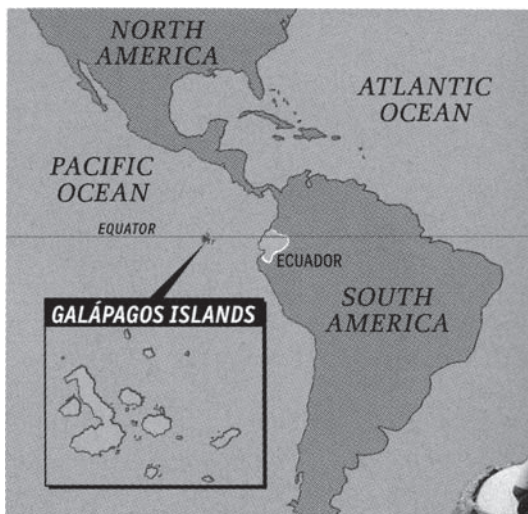 NORTH
AMERICA
ATLANTIC
OCEAN
PACIFIC
OCEAN
EQUATOR
ECUADOR
GALÁPAGOS ISLANDS
SOUTH
AMERICA